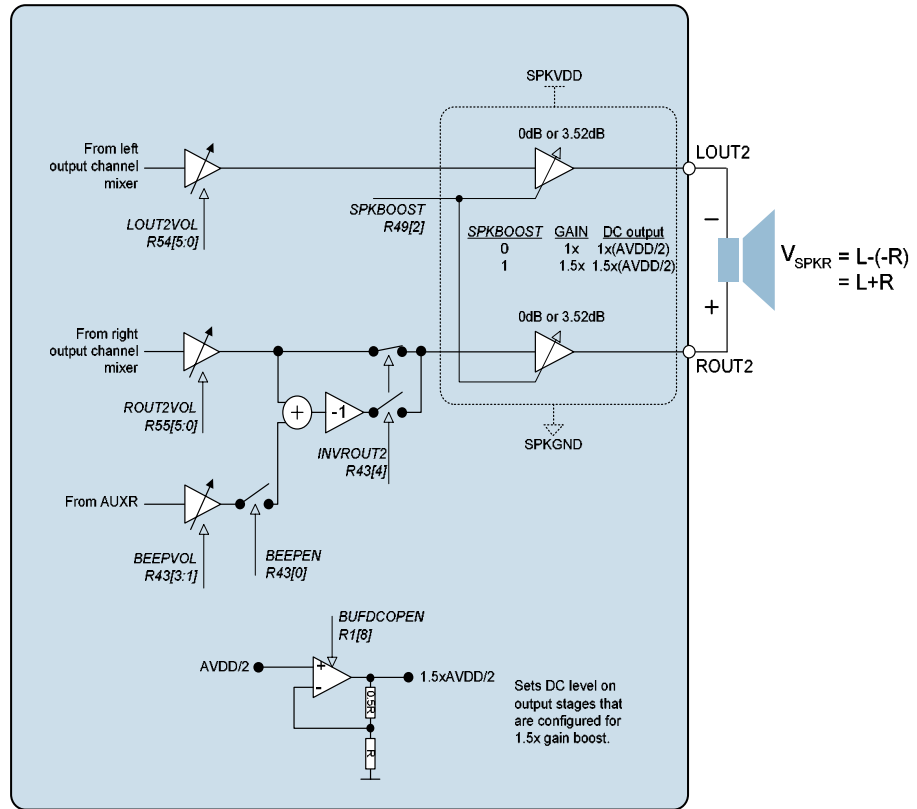 SPKVDD
0dB or 3.52dB
From left
output channel
mixer
LOUT2
LOUT2VOL
R54[5:0]
SPKBOOST
R49[2]
SPKBOOST GAIN DC output
0 1x 1x(AVDD/2)
1 1.5x 1.5x(AVDD/2)
−
+
VSPKR = L-(-R)
= L+R
0dB or 3.52dB
From right
output channel
mixer
ROUT2
ROUT2VOL
R55[5:0]
+
-1
INVROUT2
R43[4]
SPKGND
From AUXR
BEEPVOL
R43[3:1]
BEEPEN
R43[0]
BUFDCOPEN
R1[8]
AVDD/2
+
-
1.5xAVDD/2
0.5R
R
Sets DC level on
output stages that
are configured for
1.5x gain boost.